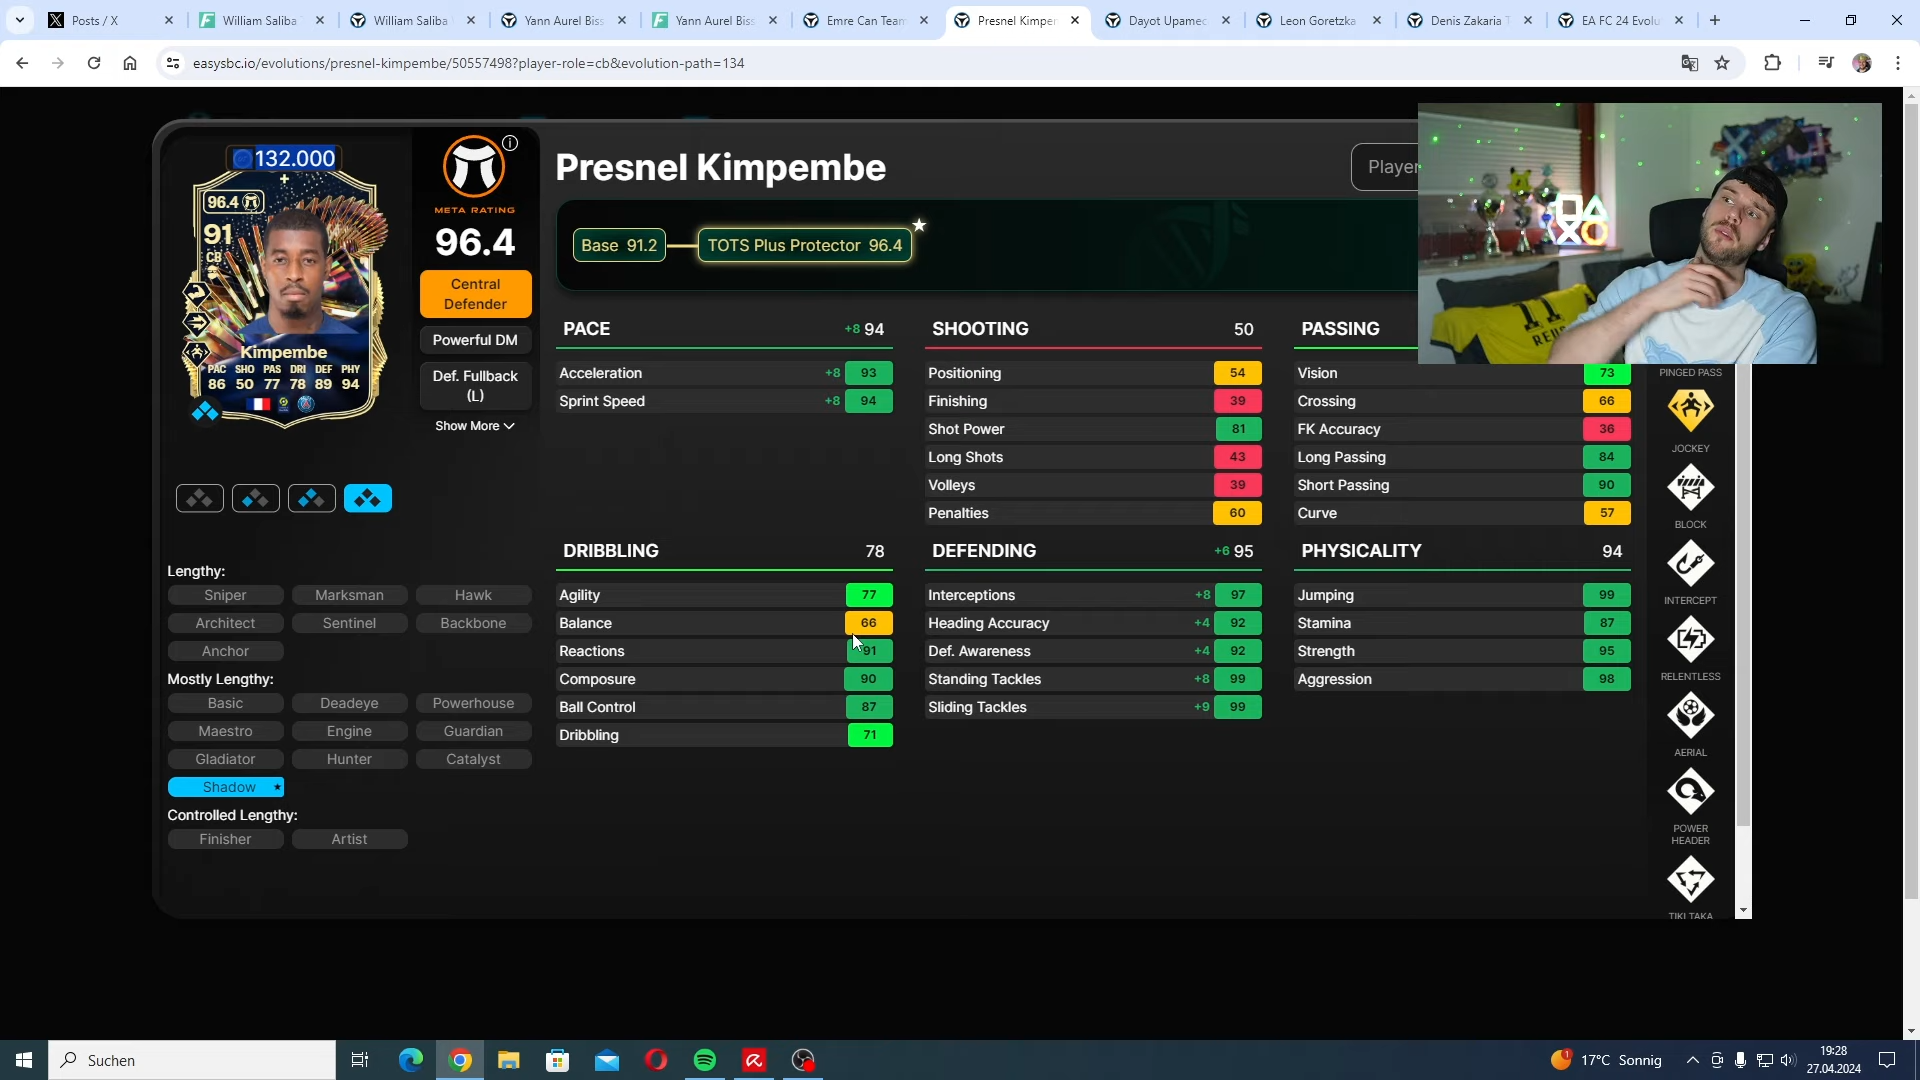 Posts / X
William Saliba
William Saliba
Yann Aurel Biss
Yann Aurel Biss
Emre Can Team
Presnel Kimpem
Dayot Upamec
Leon Goretzka
Denis Zakaria T
EA FC 24 Evolu
easysbc.io/evolutions/presnel-kimpembe/50557498?player-role=cb&evolution-path=134
132.000
+
96.4
91
CB
Kimpembe
PAC SHO PAS DRI DEF PHY
86 50 77 78 89 94
META RATING
96.4
Central
Defender
Powerful DM
Def. Fullback
(L)
Show More
Presnel Kimpembe
Player
Base 91.2
TOTS Plus Protector 96.4
PACE +8 94
Acceleration +8 93
Sprint Speed +8 94
SHOOTING 50
Positioning 54
Finishing 39
Shot Power 81
Long Shots 43
Volleys 39
Penalties 60
PASSING
Vision 73
Crossing 66
FK Accuracy 36
Long Passing 84
Short Passing 90
Curve 57
DRIBBLING 78
Agility 77
Balance 66
Reactions 91
Composure 90
Ball Control 87
Dribbling 71
DEFENDING +6 95
Interceptions +8 97
Heading Accuracy +4 92
Def. Awareness +4 92
Standing Tackles +8 99
Sliding Tackles +9 99
PHYSICALITY 94
Jumping 99
Stamina 87
Strength 95
Aggression 98
PINGED PASS
JOCKEY
BLOCK
INTERCEPT
RELENTLESS
AERIAL
POWER
HEADER
TIKI TAKA
Lengthy:
Sniper Marksman Hawk
Architect Sentinel Backbone
Anchor
Mostly Lengthy:
Basic Deadeye Powerhouse
Maestro Engine Guardian
Gladiator Hunter Catalyst
Shadow
Controlled Lengthy:
Finisher Artist
11
REUS
Suchen
1
17°C Sonnig
19:28
27.04.2024